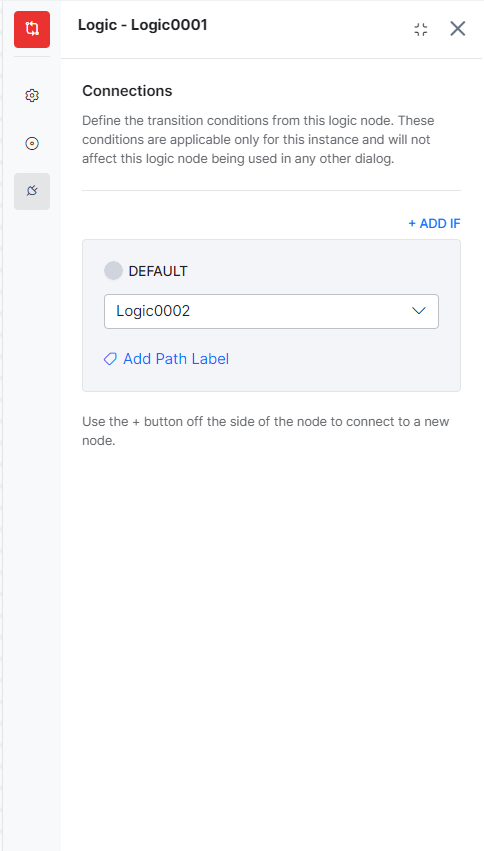 Logic - Logic0001
Connections
Define the transition conditions from this logic node. These
conditions are applicable only for this instance and will not
affect this logic node being used in any other dialog.
+ ADD IF
DEFAULT
Logic0002
Add Path Label
Use the + button off the side of the node to connect to a new
node.